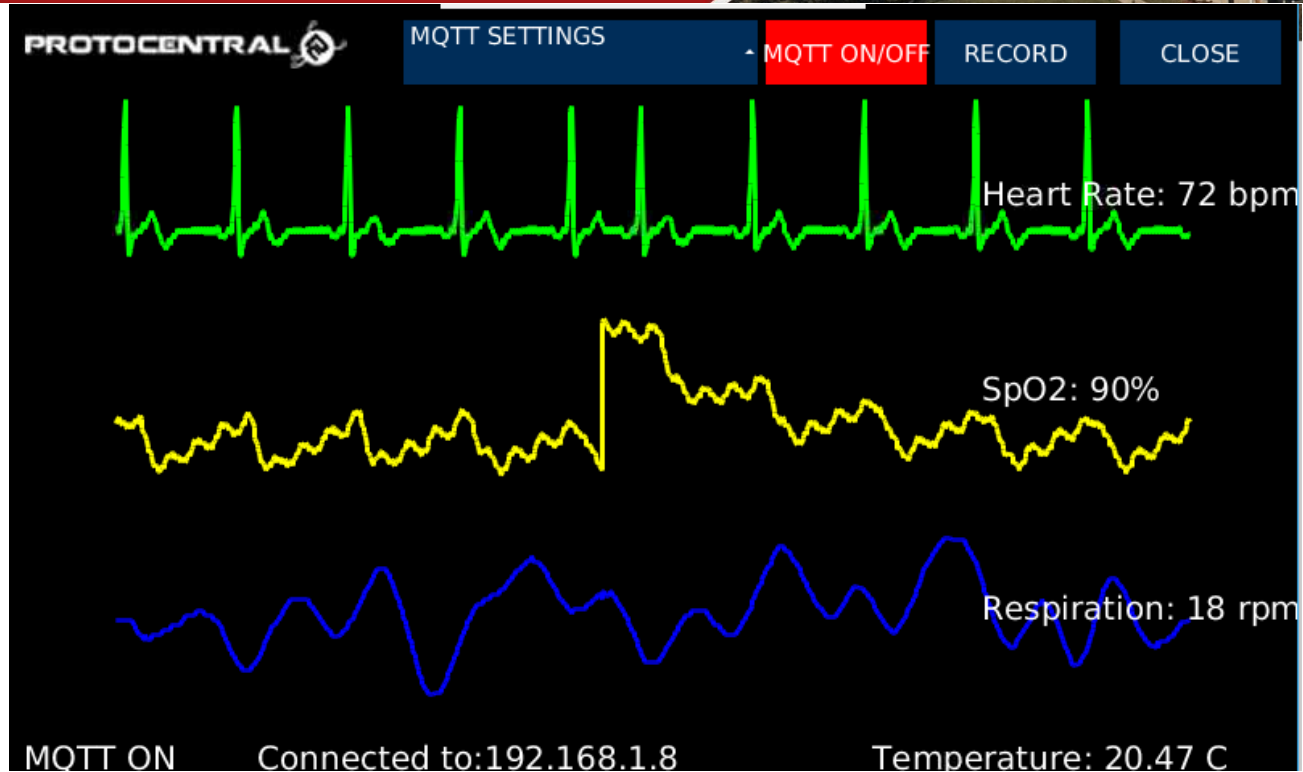 PROTOCENTRAL
MQTT SETTINGS
MQTT ON/OFF
RECORD
CLOSE
Heart Rate: 72 bpm
SpO2: 90%
Respiration: 18 rpm
MQTT ON
Connected to:192.168.1.8
Temperature: 20.47 C